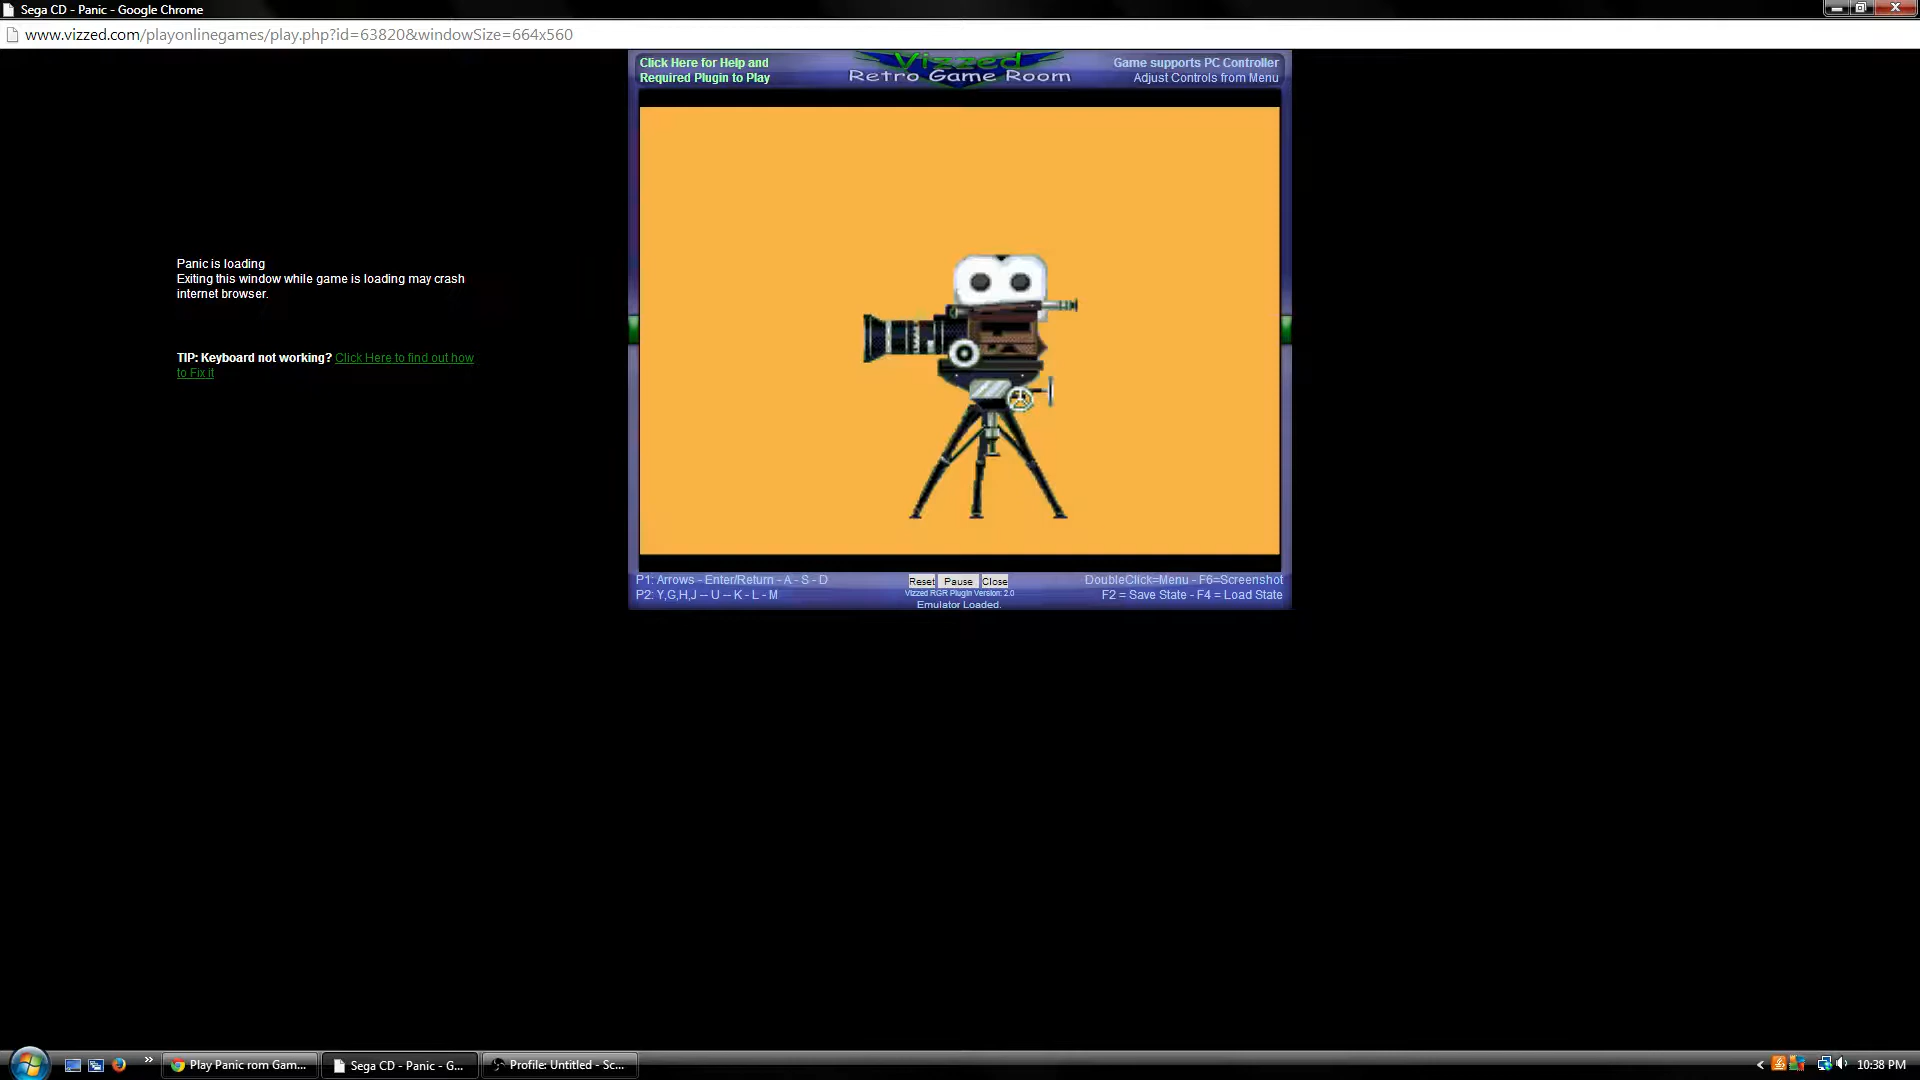 Sega CD - Panic - Google Chrome
www.vizzed.com/playonlinegames/play.php?id=63820&windowSize=664x560
Click Here for Help and
Required Plugin to Play
Vizzed
Retro Game Room
Game supports PC Controller
Adjust Controls from Menu
Panic is loading
Exiting this window while game is loading may crash
internet browser.
TIP: Keyboard not working? Click Here to find out how
to Fix it
P1: Arrows - Enter/Return - A - S - D
P2: Y,G,H,J -- U -- K - L - M
Reset Pause Close
Vizzed RGR Plugin Version: 2.0
Emulator Loaded.
DoubleClick=Menu - F6=Screenshot
F2 = Save State - F4 = Load State
Play Panic rom Gam...
Sega CD - Panic - G...
Profile: Untitled - Sc...
10:38 PM